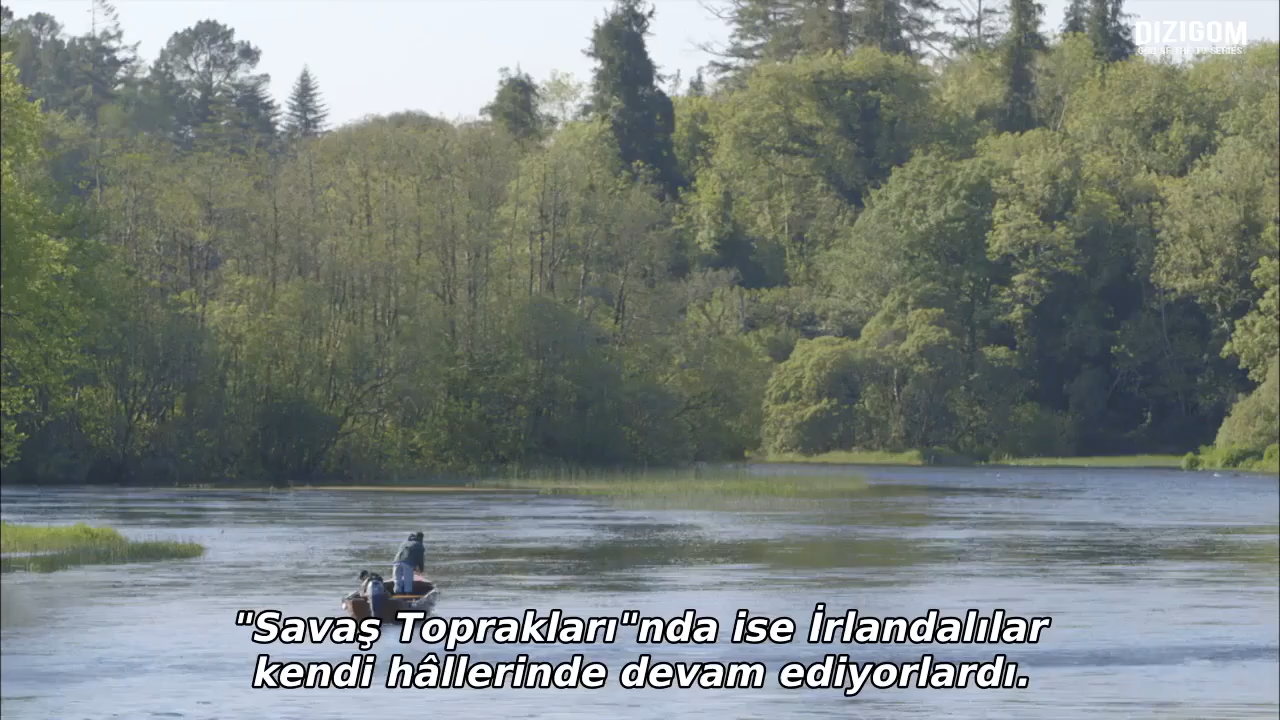 DIZIGOM
"Savaş Toprakları"nda ise İrlandalılar
kendi hâllerinde devam ediyorlardı.